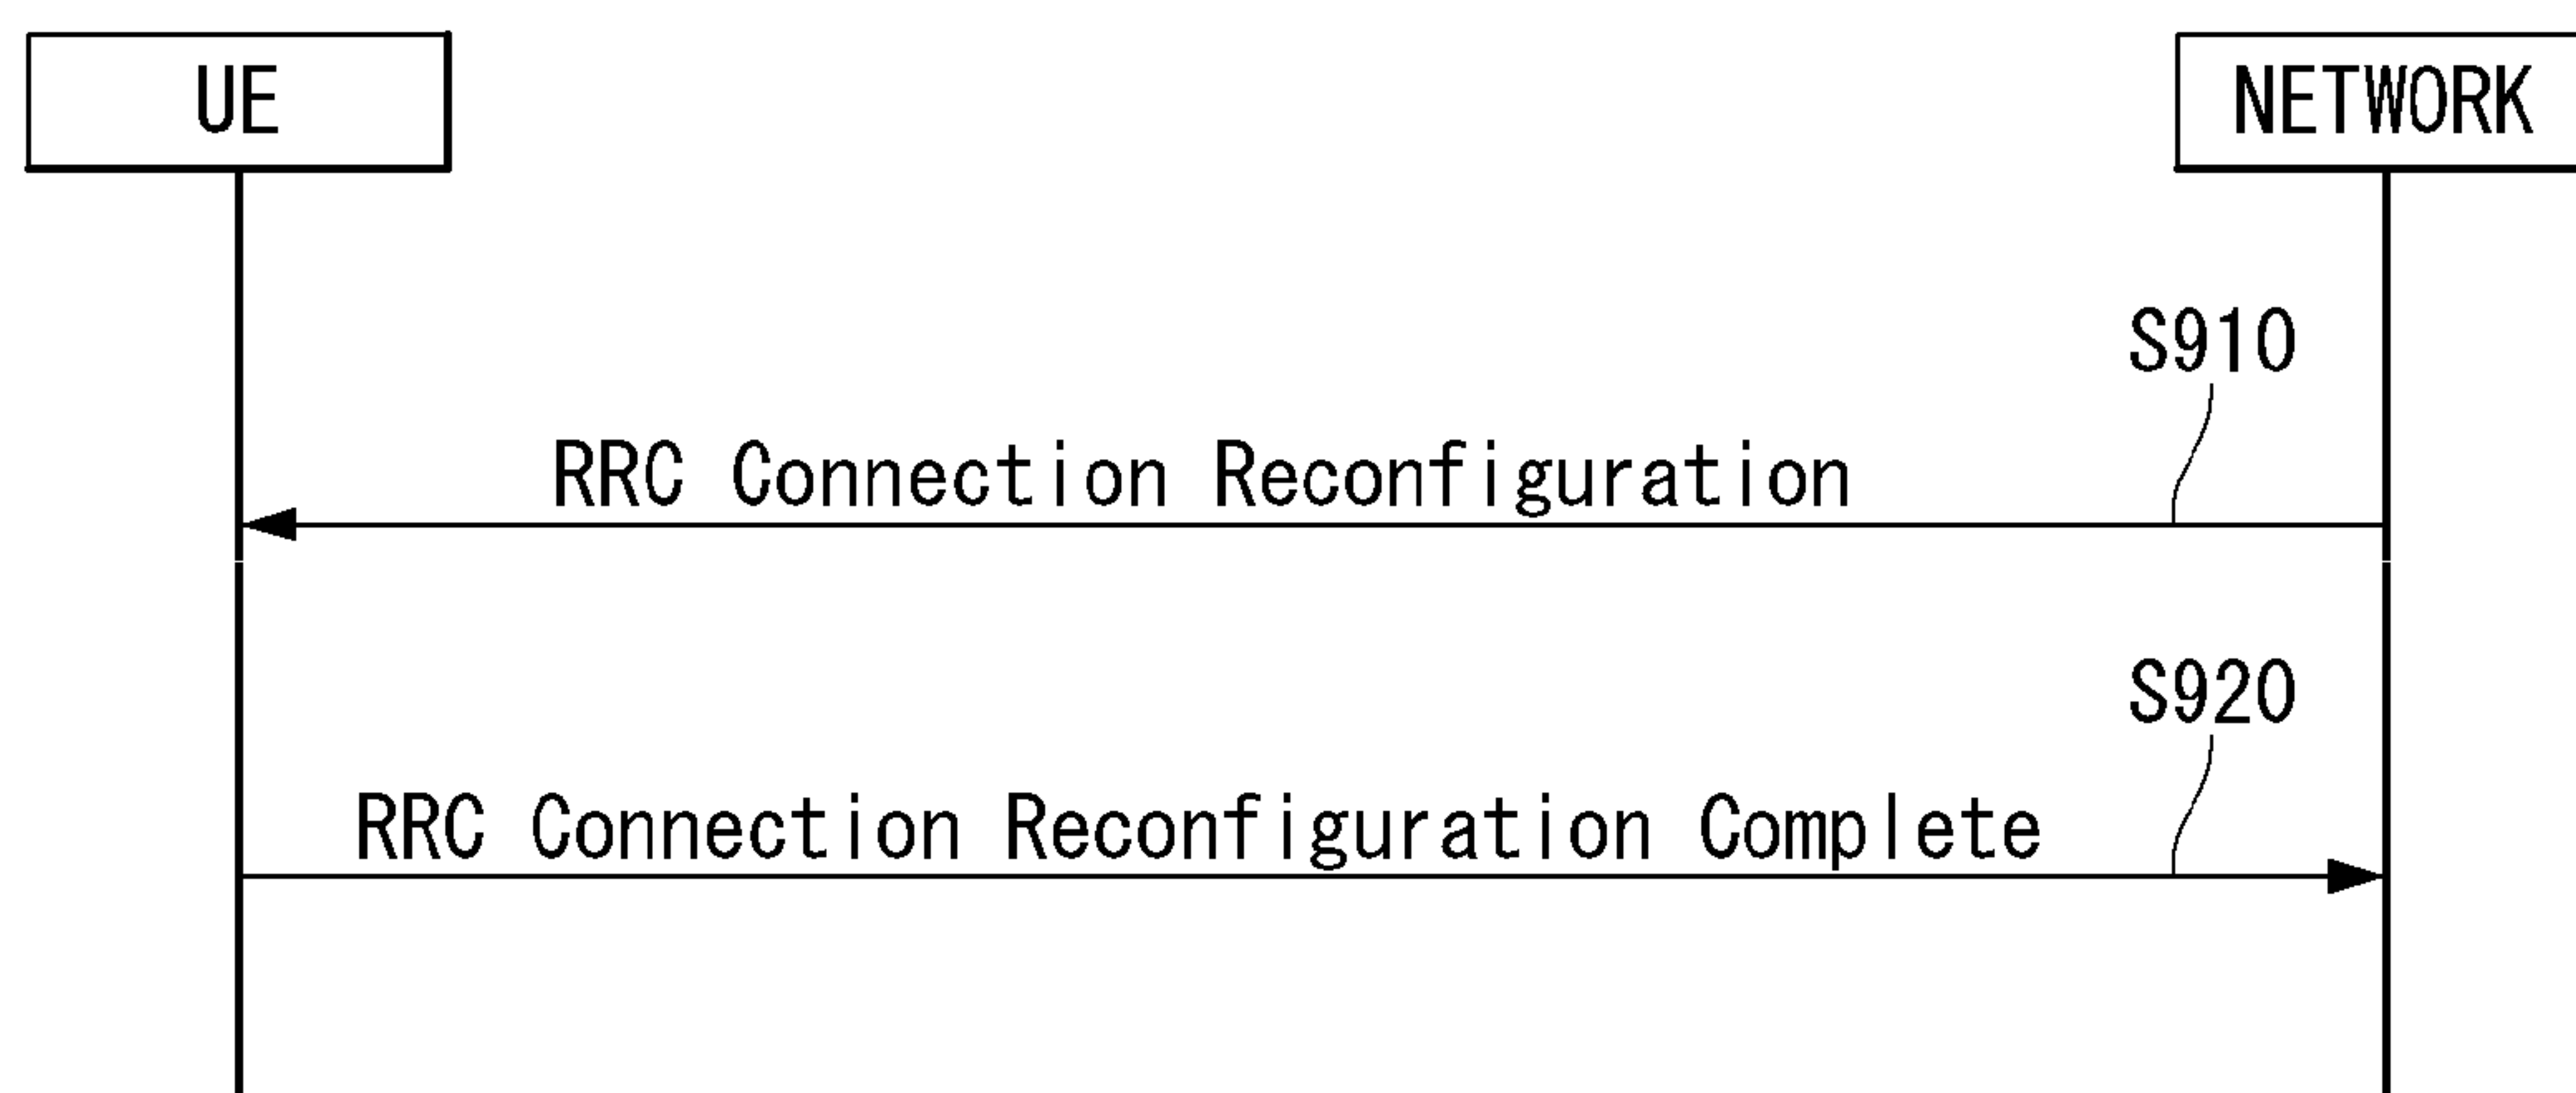 UE
NETWORK
S910
RRC Connection Reconfiguration
S920
RRC Connection Reconfiguration Complete